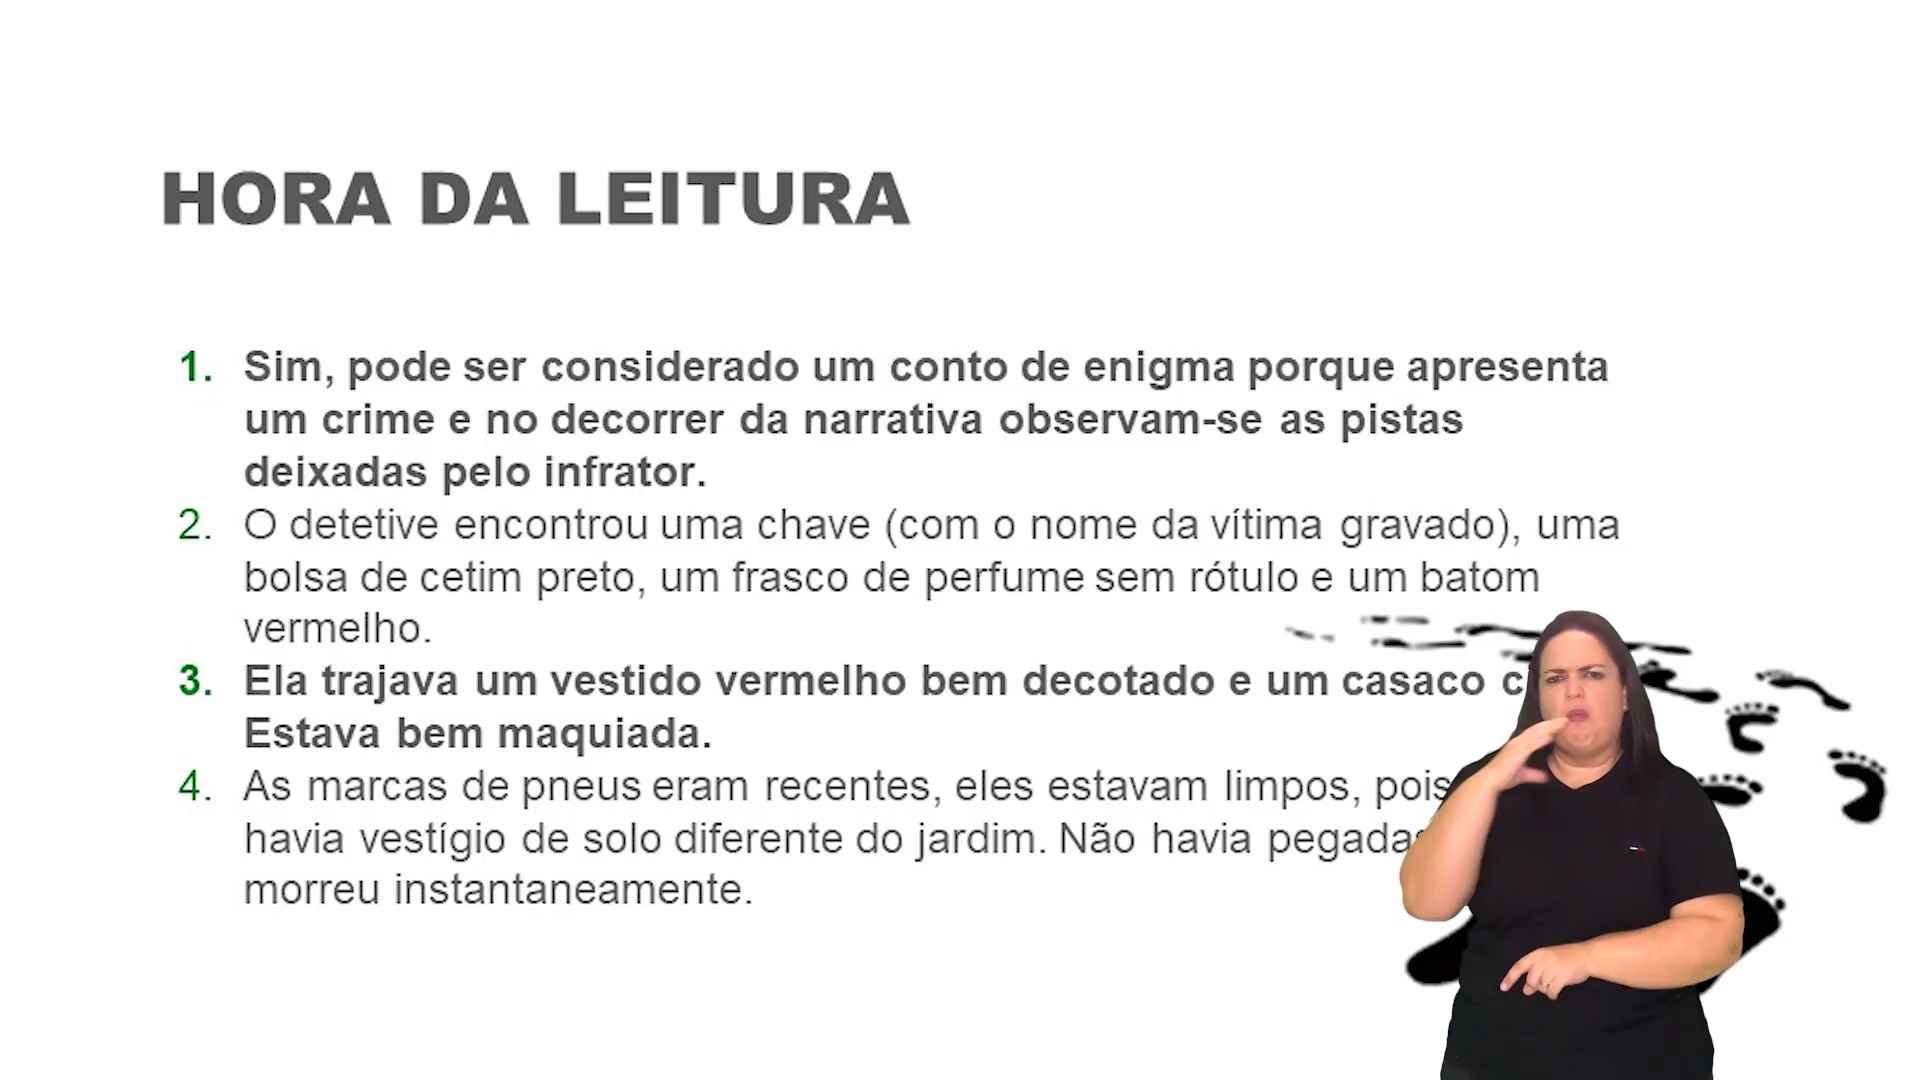 HORA DA LEITURA
1. Sim, pode ser considerado um conto de enigma porque apresenta
um crime e no decorrer da narrativa observam-se as pistas
deixadas pelo infrator.
2. O detetive encontrou uma chave (com o nome da vítima gravado), uma
bolsa de cetim preto, um frasco de perfume sem rótulo e um batom
vermelho.
3. Ela trajava um vestido vermelho bem decotado e um casaco
Estava bem maquiada.
4. As marcas de pneus eram recentes, eles estavam limpos, pois
havia vestígio de solo diferente do jardim. Não havia
morreu instantaneamente.